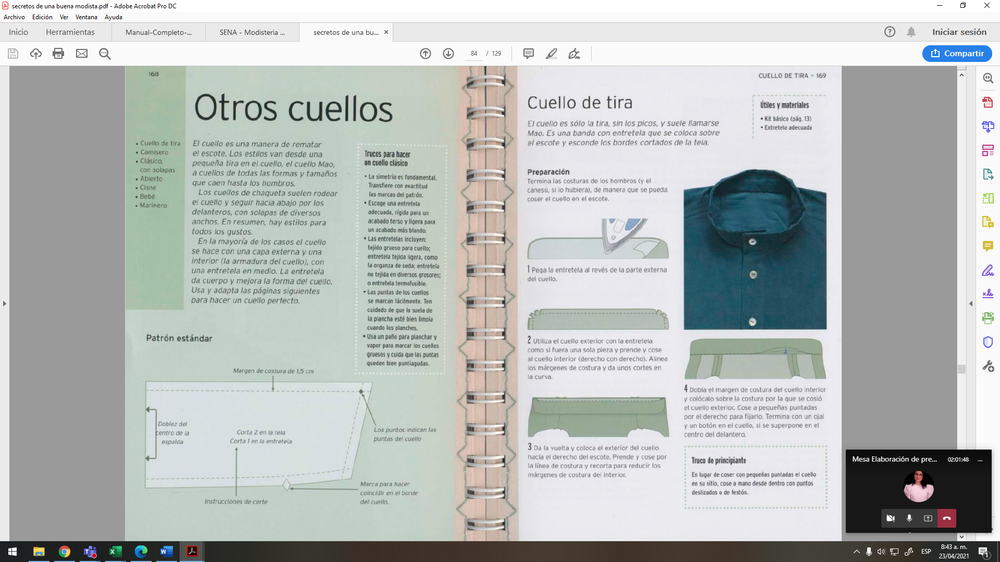 secretos de una buena modista.pdf - Adobe Acrobat Pro DC
Archivo Edición Ver Ventana Ayuda
Inicio Herramientas Manual-Completo-... SENA - Modisteria ... secretos de una bu... Iniciar sesión
84 / 129 Compartir
168
Otros cuellos
• Cuello de tira
• Camisero
• Clásico,
con solapas
• Abierto
• Cisne
• Bebé
• Marinero
El cuello es una manera de rematar
el escote. Los estilos van desde una
pequeña tira en el cuello, el cuello Mao,
a cuellos de todas las formas y tamaños
que caen hasta los hombros.
Los cuellos de chaqueta suelen rodear
el cuello y seguir hacia abajo por los
delanteros, con solapas de diversos
anchos. En resumen, hay estilos para
todos los gustos.
En la mayoría de los casos el cuello
se hace con una capa externa y una
interior (la armadura del cuello), con
una entretela en medio. La entretela
da cuerpo y mejora la forma del cuello.
Usa y adapta las páginas siguientes
para hacer un cuello perfecto.
Trucos para hacer
un cuello clásico
• La simetría es fundamental.
Transfiere con exactitud
las marcas del patrón.
• Escoge una entretela
adecuada, rígida para un
acabado terso y ligera para
un acabado más blando.
• Las entretelas incluyen:
tejido grueso para cuello;
entretela tejida ligera, como
la organza de seda; entretela
no tejida en diversos grosores;
o entretela termofusible.
• Las puntas de los cuellos
se marcan fácilmente. Ten
cuidado de que la suela de
la plancha esté bien limpia
cuando los planches.
• Usa un paño para planchar y
vapor para marcar los cuellos
gruesos y cuida que las puntas
queden bien puntiagudas.
Patrón estándar
Margen de costura de 1,5 cm
Doblez del
centro de la
espalda
Corta 2 en la tela
Corta 1 en la entretela
Los puntos indican las
puntas del cuello
Marca para hacer
coincidir en el borde
del cuello.
Instrucciones de corte
CUELLO DE TIRA • 169
Cuello de tira
El cuello es sólo la tira, sin los picos, y suele llamarse
Mao. Es una banda con entretela que se coloca sobre
el escote y esconde los bordes cortados de la tela.
Útiles y materiales
• Kit básico (pág. 13)
• Entretela adecuada
Preparación
Termina las costuras de los hombros (y el
canesú, si lo hubiera), de manera que se pueda
coser el cuello en el escote.
1 Pega la entretela al revés de la parte externa
del cuello.
2 Utiliza el cuello exterior con la entretela
como si fuera una sola pieza y prende y cose
al cuello interior (derecho con derecho). Alinea
los márgenes de costura y da unos cortes en
la curva.
3 Da la vuelta y coloca el exterior del cuello
hacia el derecho del escote. Prende y cose por
la línea de costura y recorta para reducir los
márgenes de costura del interior.
4 Dobla el margen de costura del cuello interior
y colócalo sobre la costura por la que se cosió
el cuello exterior. Cose a pequeñas puntadas
por el derecho para fijarlo. Termina con un ojal
y un botón en el cuello, si se superpone en el
centro del delantero.
Truco de principiante
En lugar de coser con pequeñas puntadas el cuello
en su sitio, cose a mano desde dentro con puntos
deslizados o de festón.
Mesa Elaboración de pre... 02:01:48
ESP
8:43 a. m.
23/04/2021
1